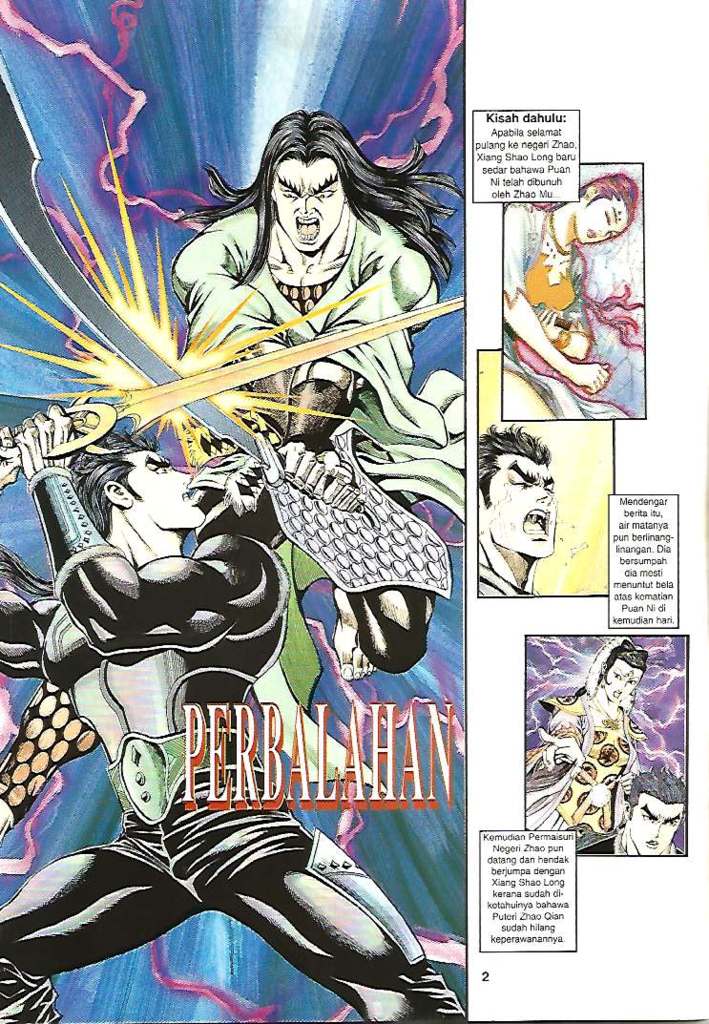 PERBALAHAN
Kisah dahulu:
Apabila selamat
pulang ke negeri Zhao,
Xiang Shao Long baru
sedar bahawa Puan
Ni telah dibunuh
oleh Zhao Mu...
Mendengar
berita itu,
air matanya
pun berlinang-
linangan. Dia
bersumpah
dia mesti
menuntut bela
atas kematian
Puan Ni di
kemudian hari.
Kemudian Permaisuri
Negeri Zhao pun
datang dan hendak
berjumpa dengan
Xiang Shao Long
kerana sudah di-
kotahuinya bahawa
Puteri Zhao Qian
sudah hilang
keperawanannya.
2